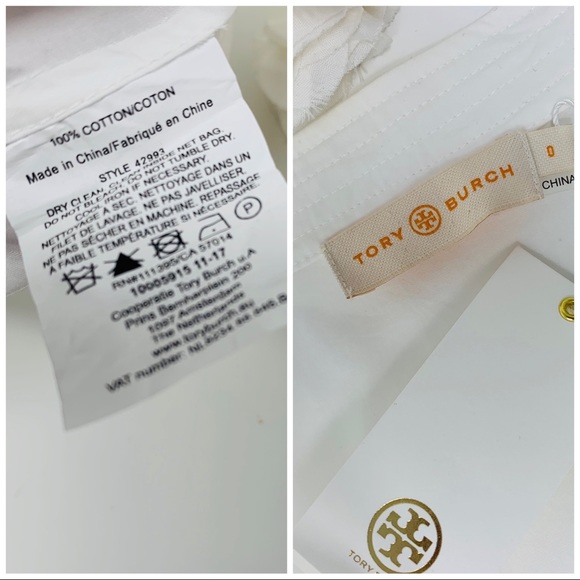 100% COTTON/COTON
Made in China/Fabriqué en Chine
STYLE 42993
DRY CLEAN. INSIDE NET BAG.
DO NOT BLEACH. DO NOT TUMBLE DRY.
COOL IRON IF NECESSARY.
NETTOYAGE A SEC. NETTOYAGE DANS UN
FILET DE LAVAGE. NE PAS JAVELLISER.
NE PAS SÉCHER EN MACHINE. REPASSAGE
A FAIBLE TEMPÉRATURE SI NÉCESSAIRE.
P
RN#111395/CA 57014
10005915 11-17
Cooperatie Tory Burch u.A
Prins Bernhardplein 200
1097 Amsterdam
The Netherlands
www.toryburch.eu
VAT number:
TORY BURCH
0
CHINA
TORY